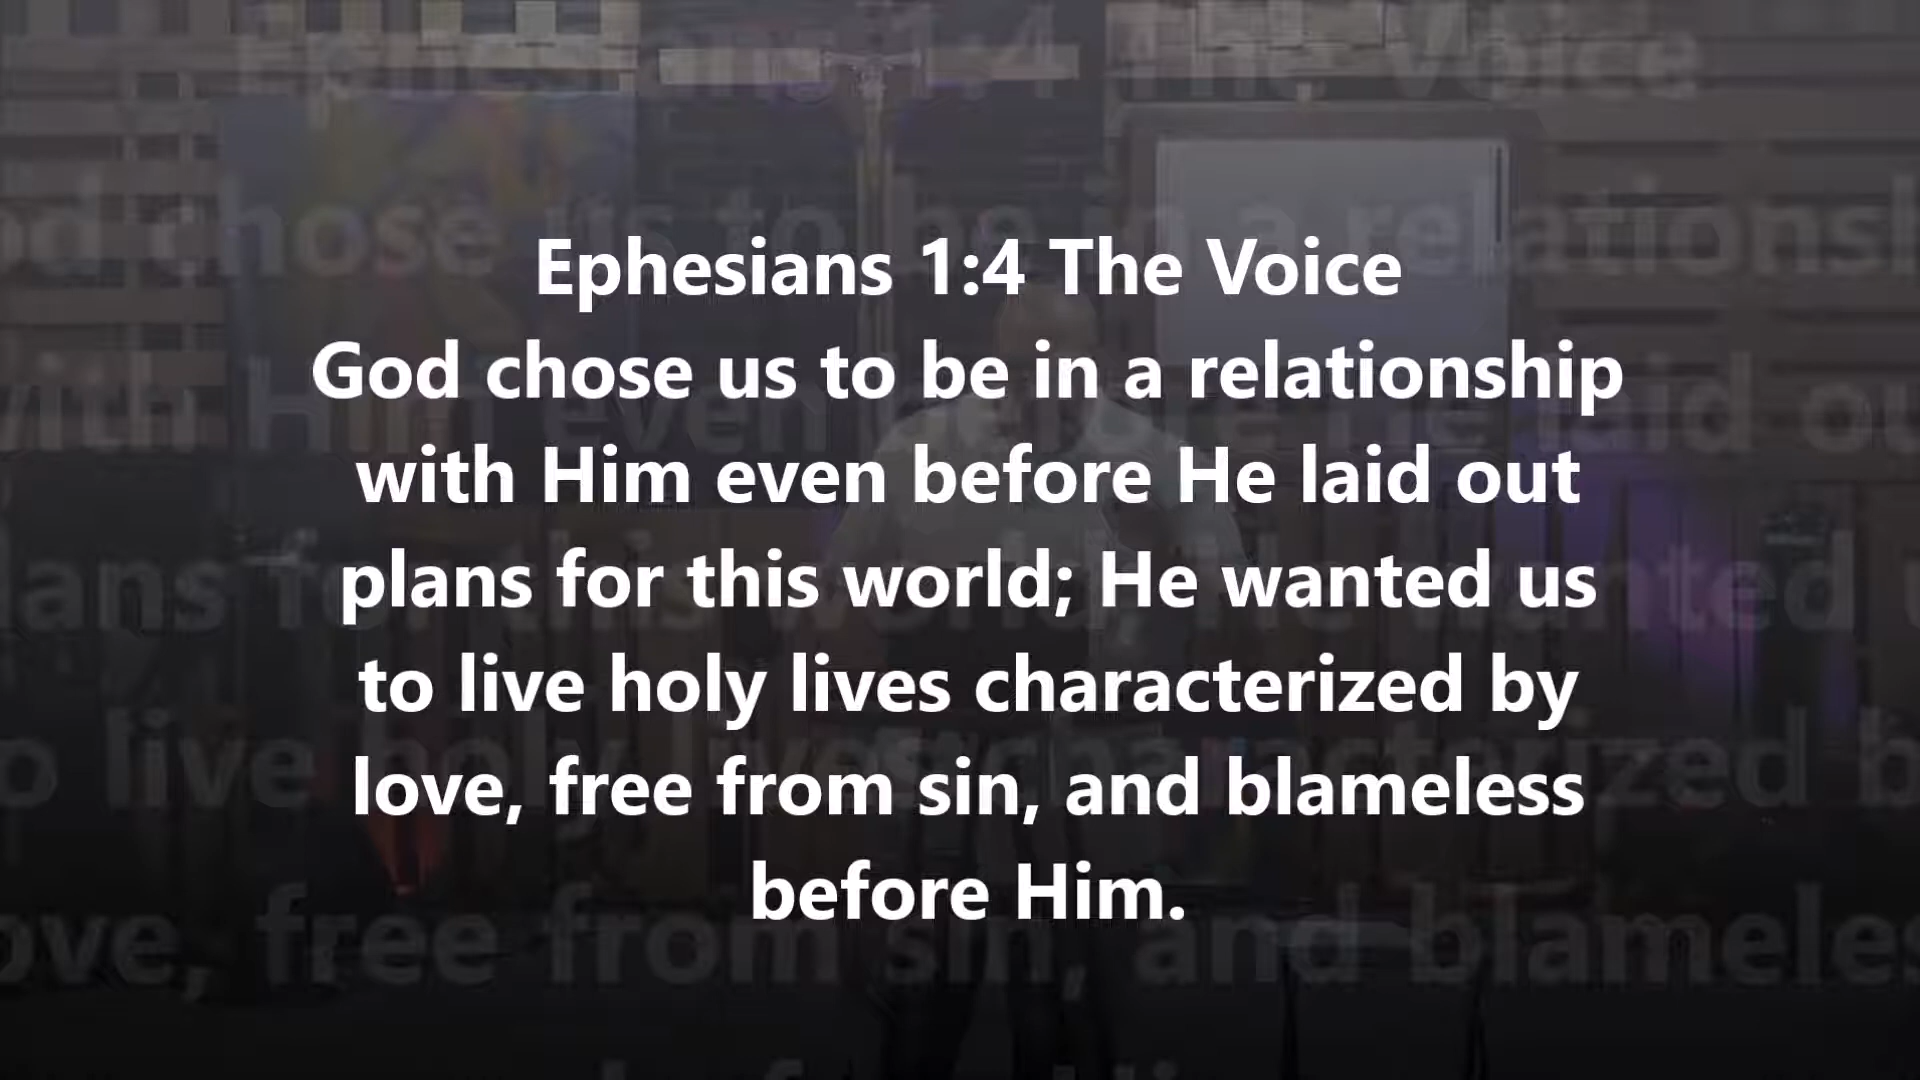 Ephesians 1:4 The Voice
God chose us to be in a relationship
with Him even before He laid out
plans for this world; He wanted us
to live holy lives characterized by
love, free from sin, and blameless
before Him.